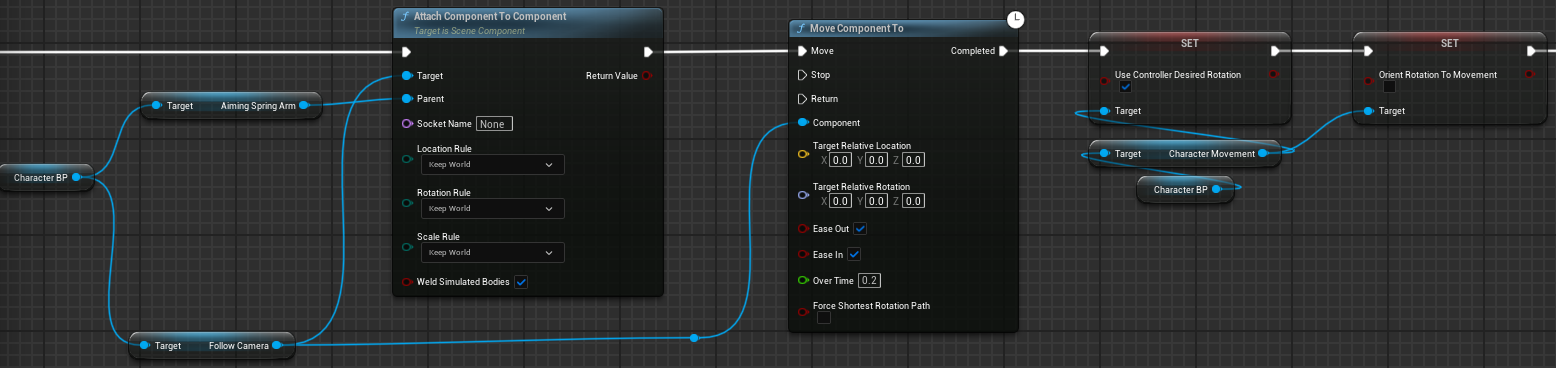 Character BP
Target Aiming Spring Arm
Target Follow Camera
f Attach Component To Component
Target is Scene Component
Target Return Value
Parent
Socket Name None
Location Rule
Keep World
Rotation Rule
Keep World
Scale Rule
Keep World
Weld Simulated Bodies
f Move Component To
Move Completed
Stop
Return
Component
Target Relative Location
X 0.0 Y 0.0 Z 0.0
Target Relative Rotation
X 0.0 Y 0.0 Z 0.0
Ease Out
Ease In
Over Time 0.2
Force Shortest Rotation Path
SET
Use Controller Desired Rotation
Target
Target Character Movement
Character BP
SET
Orient Rotation To Movement
Target